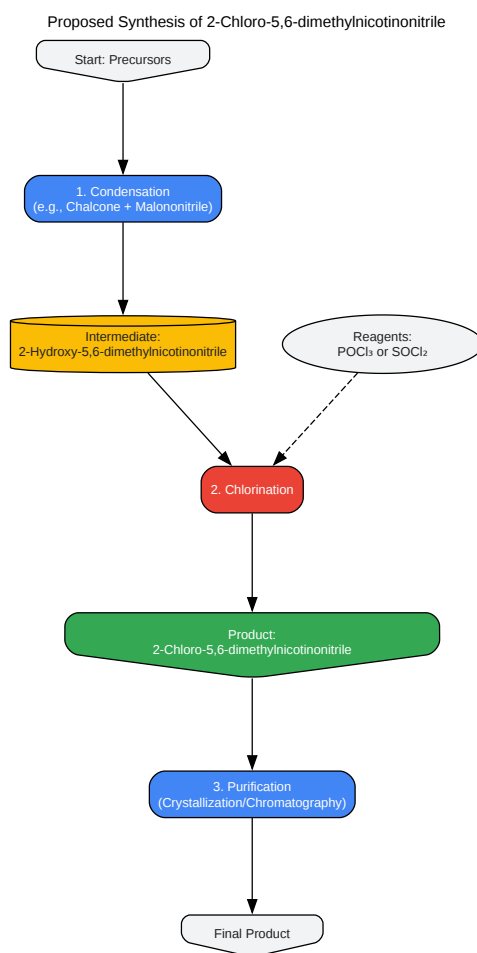 Proposed Synthesis of 2-Chloro-5,6-dimethylnicotinonitrile
Start: Precursors
1. Condensation
(e.g., Chalcone + Malononitrile)
Intermediate:
2-Hydroxy-5,6-dimethylnicotinonitrile
Reagents:
POCl₃ or SOCl₂
2. Chlorination
Product:
2-Chloro-5,6-dimethylnicotinonitrile
3. Purification
(Crystallization/Chromatography)
Final Product